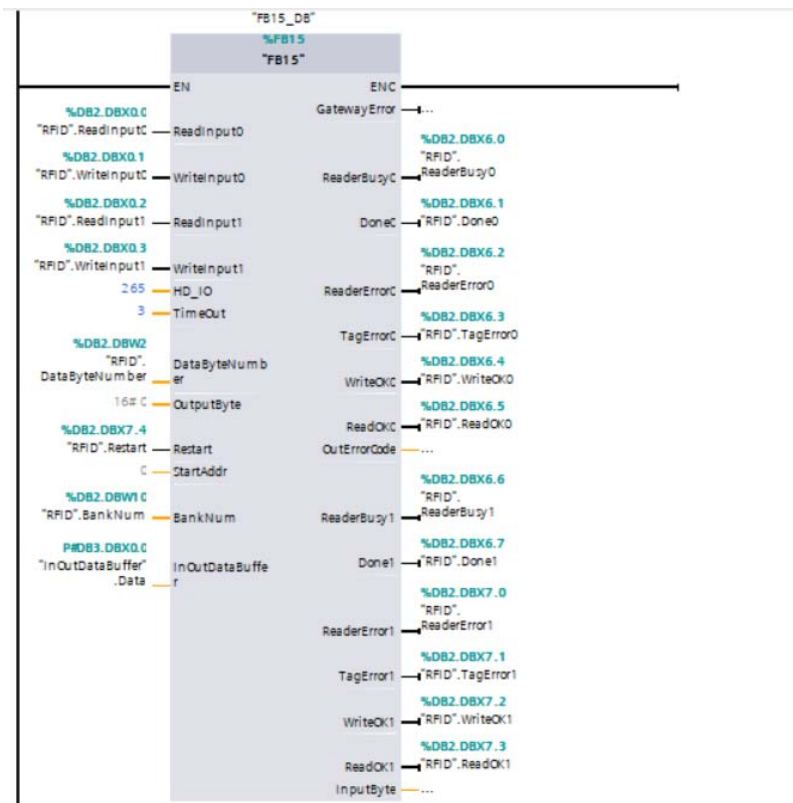 "FB15_DB"
%FB15
"FB15"
EN
ENO
GatewayError
...
%DB2.DBX0.0
"RFID".ReadInput0
ReadInput0
%DB2.DBX6.0
"RFID".
ReaderBusy0
ReaderBusy0
%DB2.DBX0.1
"RFID".WriteInput0
WriteInput0
%DB2.DBX6.1
"RFID".Done0
Done0
%DB2.DBX0.2
"RFID".ReadInput1
ReadInput1
%DB2.DBX6.2
"RFID".
ReaderError0
ReaderError0
%DB2.DBX0.3
"RFID".WriteInput1
WriteInput1
265
HD_IO
3
TimeOut
%DB2.DBX6.3
"RFID".TagError0
TagError0
%DB2.DBW2
"RFID".
DataByteNumber
DataByteNumb
er
%DB2.DBX6.4
"RFID".WriteOK0
WriteOK0
16#0
OutputByte
%DB2.DBX6.5
"RFID".ReadOK0
ReadOK0
%DB2.DBX7.4
"RFID".Restart
Restart
OutErrorCode
...
0
StartAddr
%DB2.DBX6.6
"RFID".
ReaderBusy1
ReaderBusy1
%DB2.DBW10
"RFID".BankNum
BankNum
%DB2.DBX6.7
"RFID".Done1
Done1
P#DB3.DBX0.0
"InOutDataBuffer"
.Data
InOutDataBuffe
r
%DB2.DBX7.0
"RFID".
ReaderError1
ReaderError1
%DB2.DBX7.1
"RFID".TagError1
TagError1
%DB2.DBX7.2
"RFID".WriteOK1
WriteOK1
%DB2.DBX7.3
"RFID".ReadOK1
ReadOK1
InputByte
...